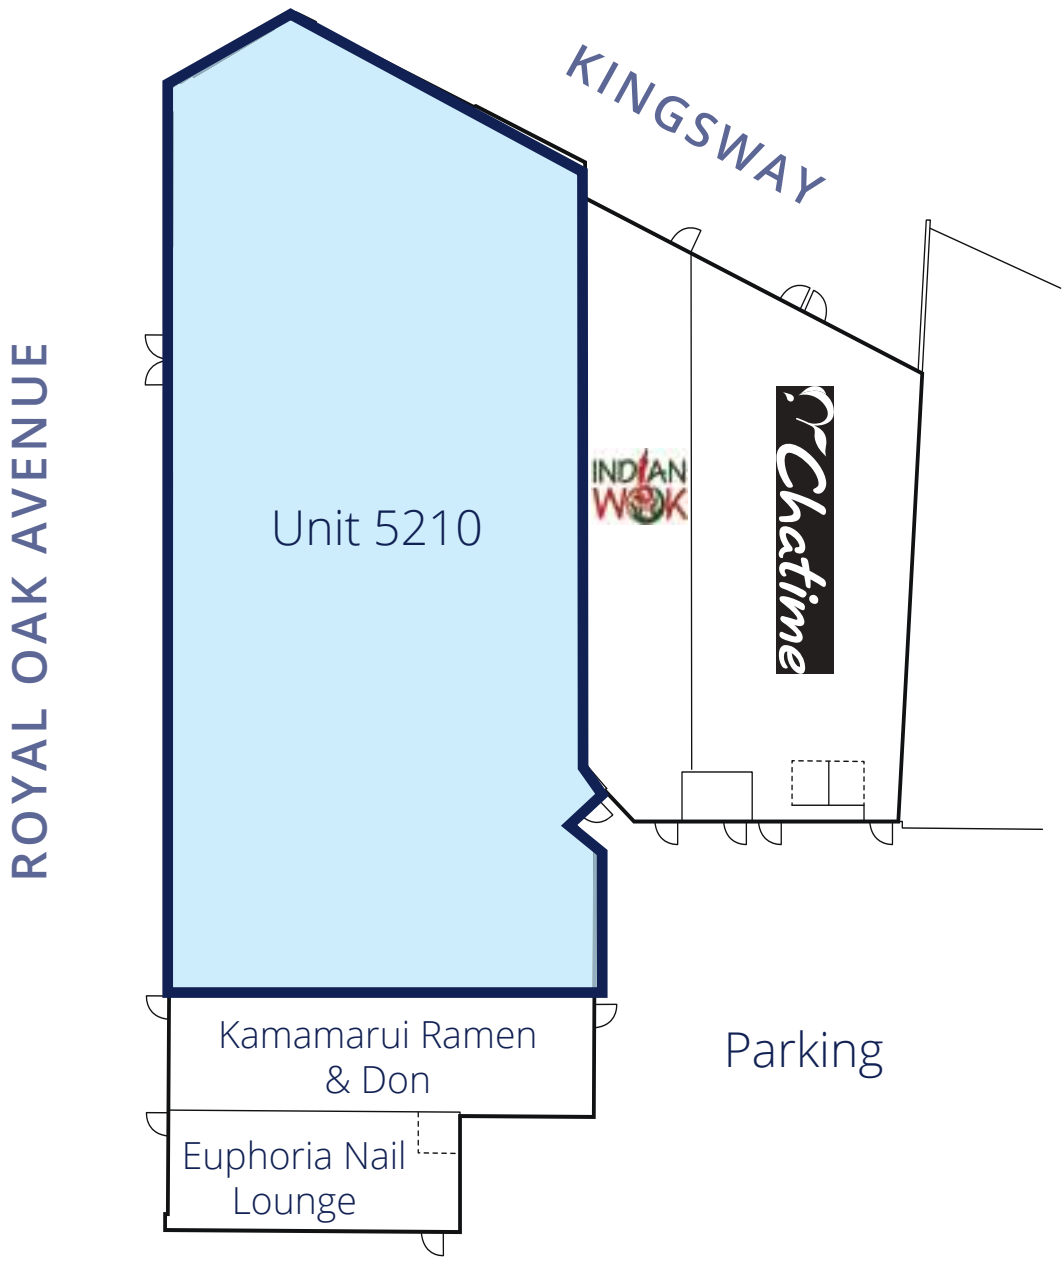 KINGSWAY
ROYAL OAK AVENUE
Unit 5210
INDIAN
WOK
Chatime
Kamamarui Ramen
& Don
Parking
Euphoria Nail
Lounge